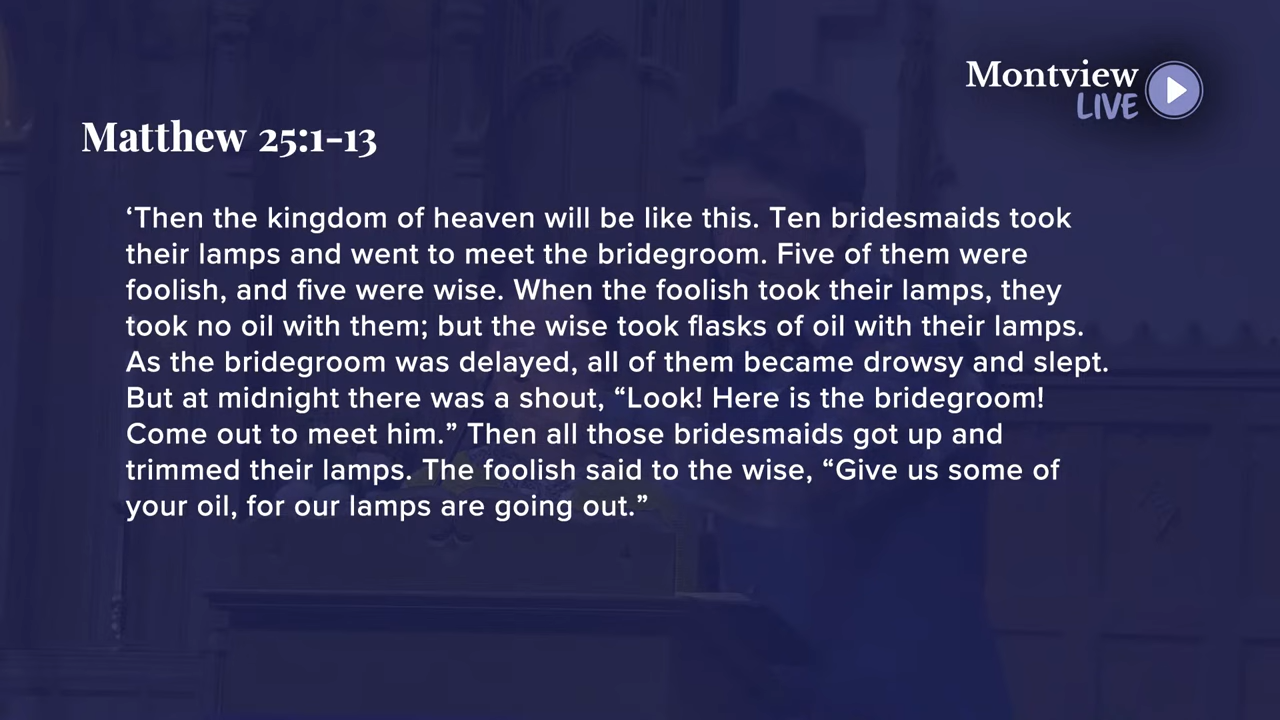 Montview
LIVE
Matthew 25:1-13
‘Then the kingdom of heaven will be like this. Ten bridesmaids took
their lamps and went to meet the bridegroom. Five of them were
foolish, and five were wise. When the foolish took their lamps, they
took no oil with them; but the wise took flasks of oil with their lamps.
As the bridegroom was delayed, all of them became drowsy and slept.
But at midnight there was a shout, “Look! Here is the bridegroom!
Come out to meet him.” Then all those bridesmaids got up and
trimmed their lamps. The foolish said to the wise, “Give us some of
your oil, for our lamps are going out.”